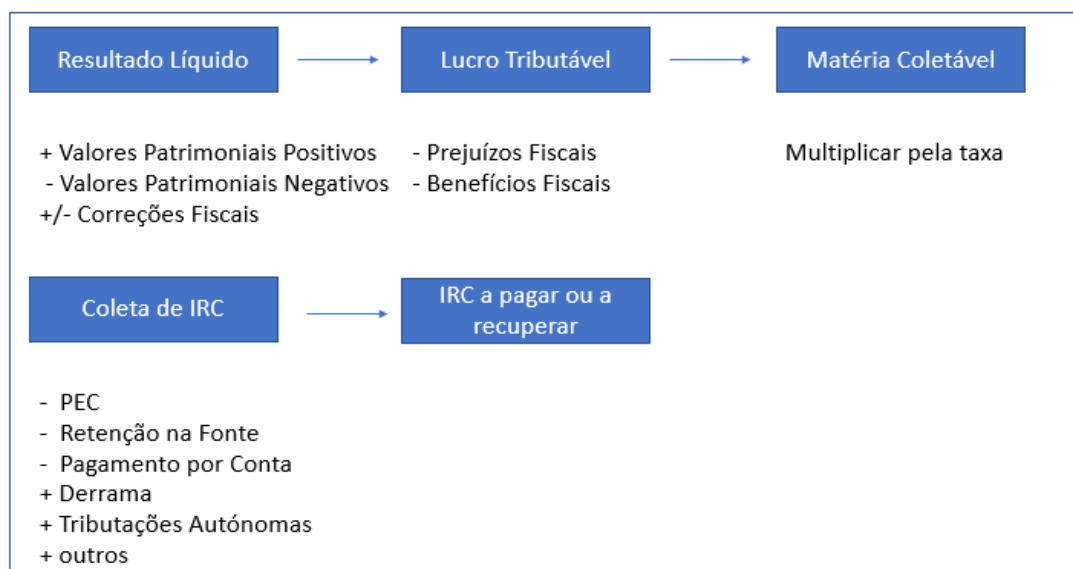 Resultado Líquido
Lucro Tributável
Matéria Coletável
+ Valores Patrimoniais Positivos
- Valores Patrimoniais Negativos
+/- Correções Fiscais
- Prejuízos Fiscais
- Benefícios Fiscais
Multiplicar pela taxa
Coleta de IRC
IRC a pagar ou a
recuperar
- PEC
- Retenção na Fonte
- Pagamento por Conta
+ Derrama
+ Tributações Autónomas
+ outros